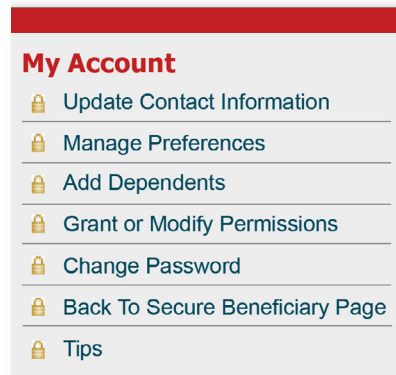 My Account
Update Contact Information
Manage Preferences
Add Dependents
Grant or Modify Permissions
Change Password
Back To Secure Beneficiary Page
Tips